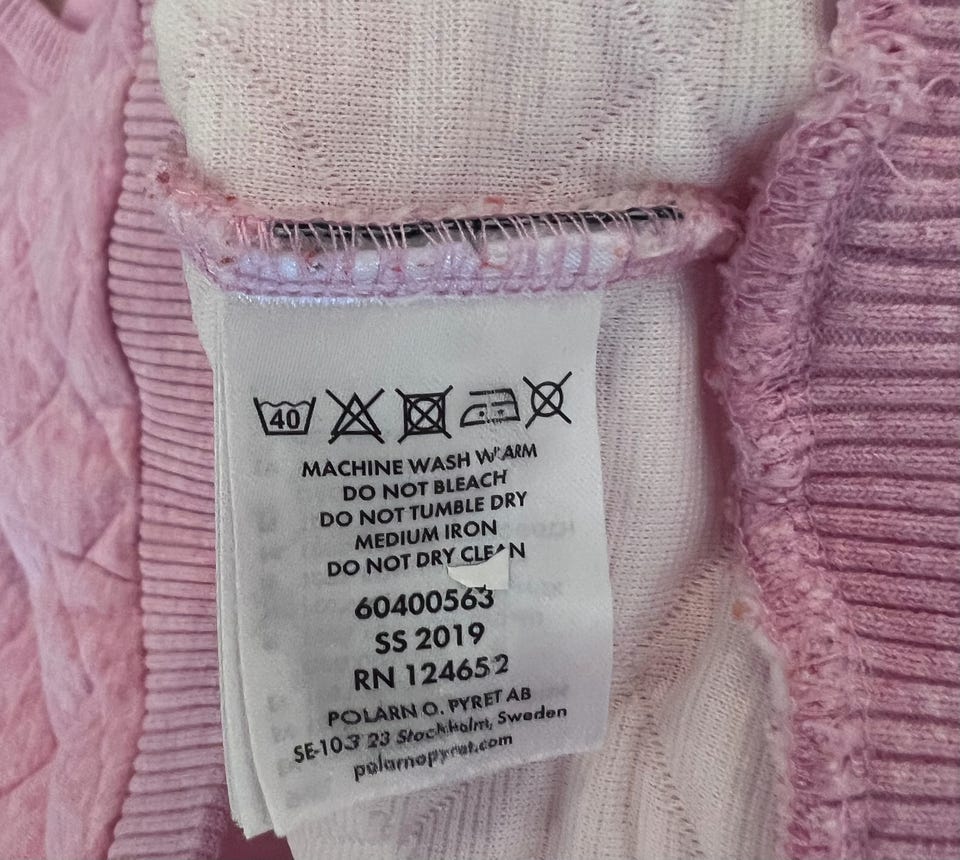 40
MACHINE WASH WARM
DO NOT BLEACH
DO NOT TUMBLE DRY
MEDIUM IRON
DO NOT DRY CLEAN
60400563
SS 2019
RN 124652
POLARN O. PYRET AB
SE-103 23 Stockholm, Sweden
polarnopyret.com